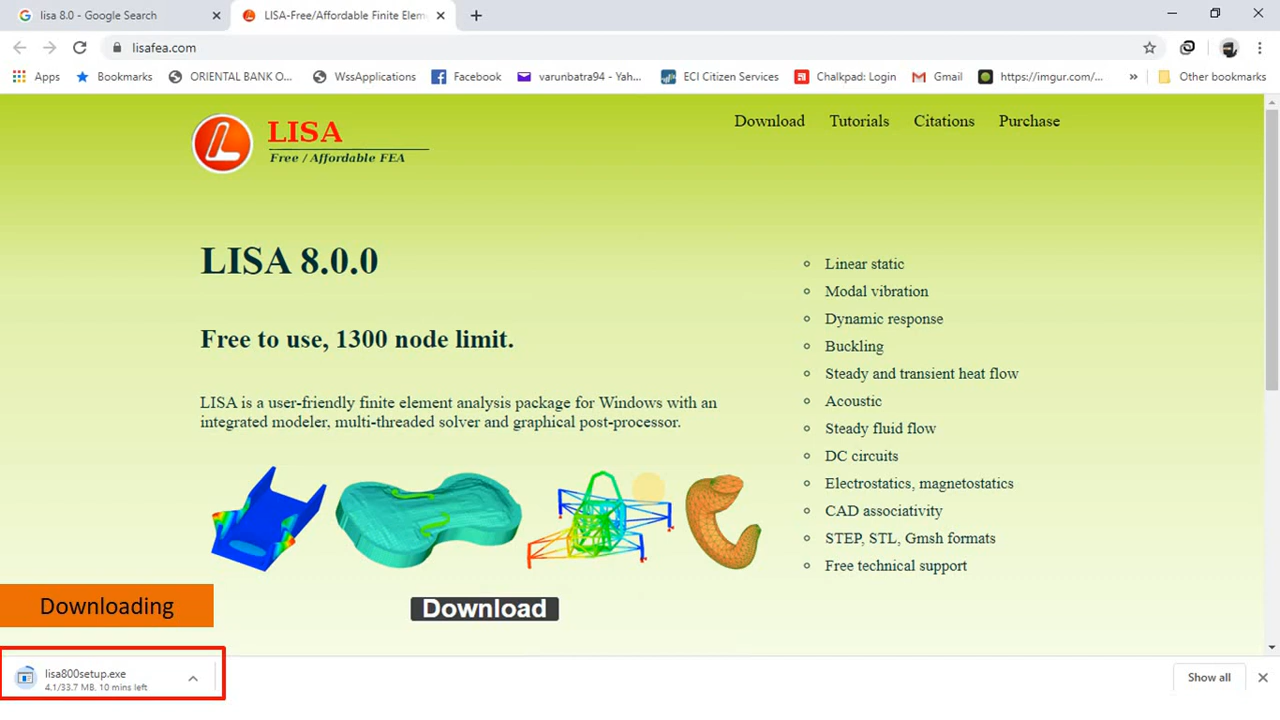 lisa 8.0 - Google Search
LISA-Free/Affordable Finite Elem
lisafea.com
Apps
Bookmarks
ORIENTAL BANK O...
WssApplications
Facebook
varunbatra94 - Yah...
ECI Citizen Services
Chalkpad: Login
Gmail
https://imgur.com/...
»
Other bookmarks
LISA
Free / Affordable FEA
Download Tutorials Citations Purchase
LISA 8.0.0
Free to use, 1300 node limit.
LISA is a user-friendly finite element analysis package for Windows with an
integrated modeler, multi-threaded solver and graphical post-processor.
Linear static
Modal vibration
Dynamic response
Buckling
Steady and transient heat flow
Acoustic
Steady fluid flow
DC circuits
Electrostatics, magnetostatics
CAD associativity
STEP, STL, Gmsh formats
Free technical support
Download
Downloading
lisa800setup.exe
4.1/33.7 MB, 10 mins left
Show all